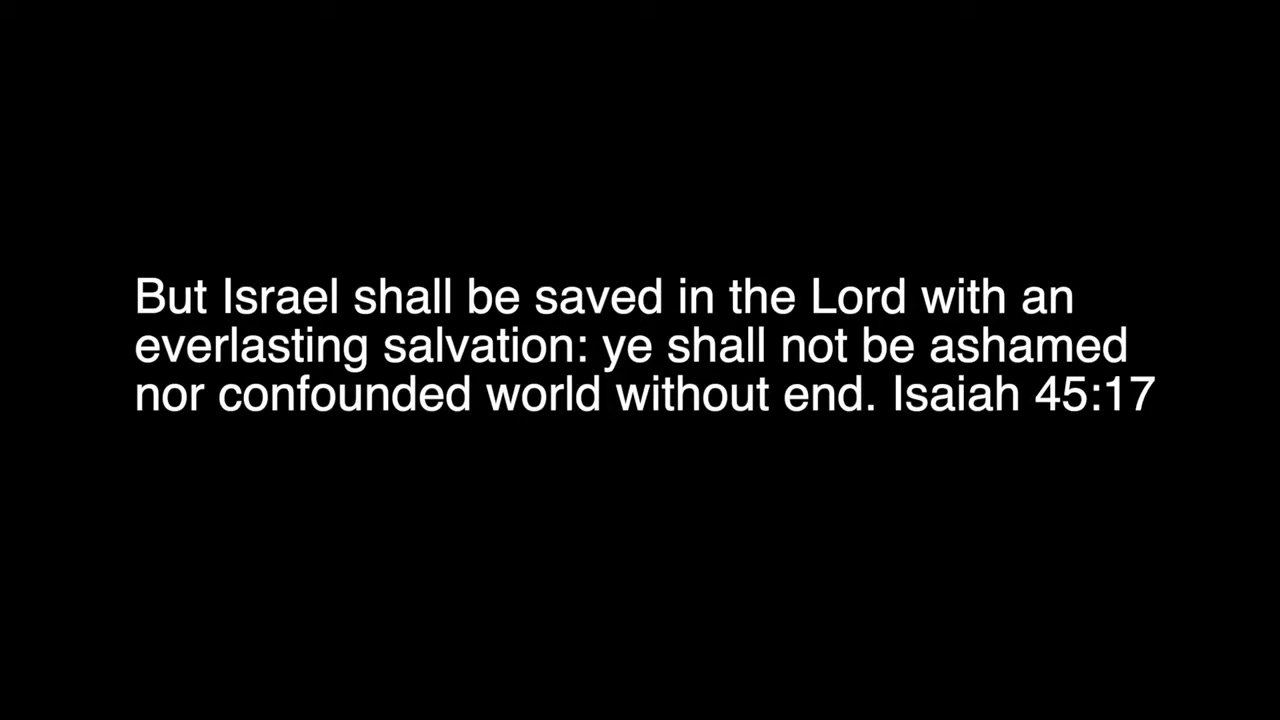 But Israel shall be saved in the Lord with an
everlasting salvation: ye shall not be ashamed
nor confounded world without end. Isaiah 45:17